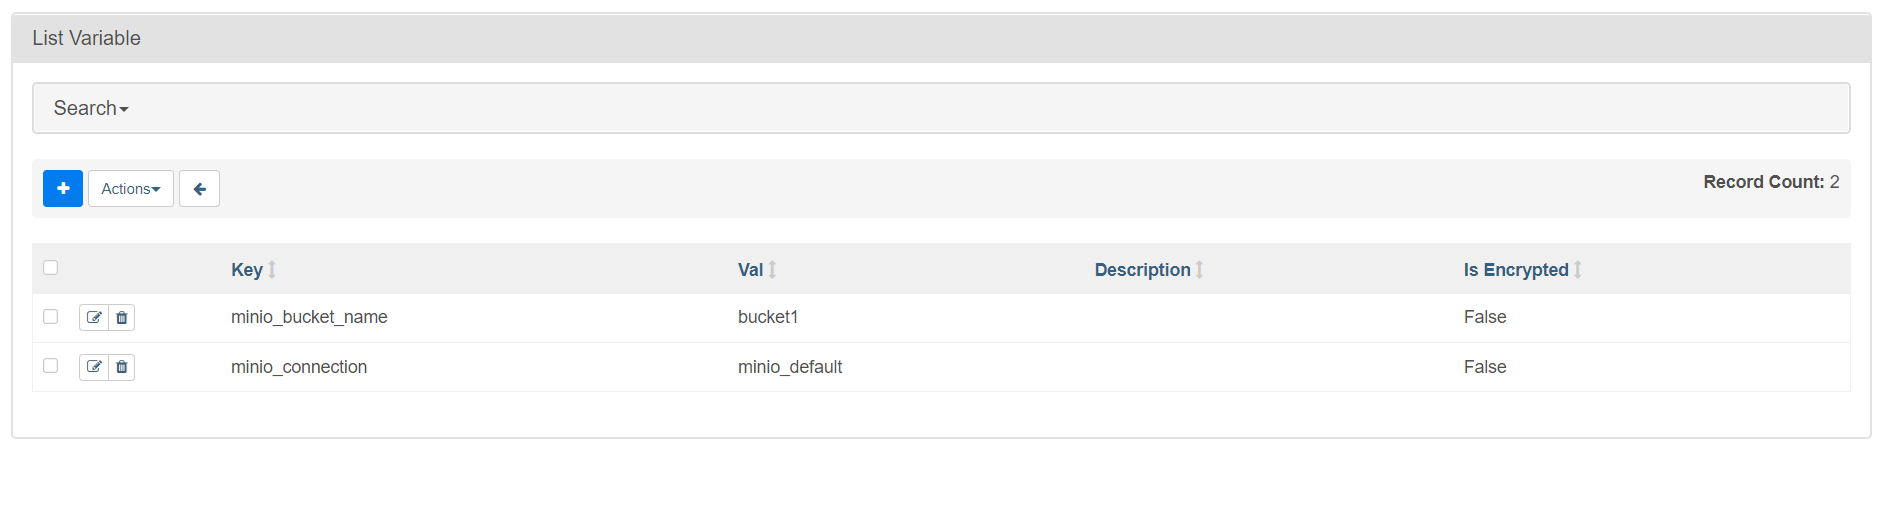 List Variable
Search
Actions
Record Count: 2
Key Val Description Is Encrypted
minio_bucket_name bucket1 False
minio_connection minio_default False